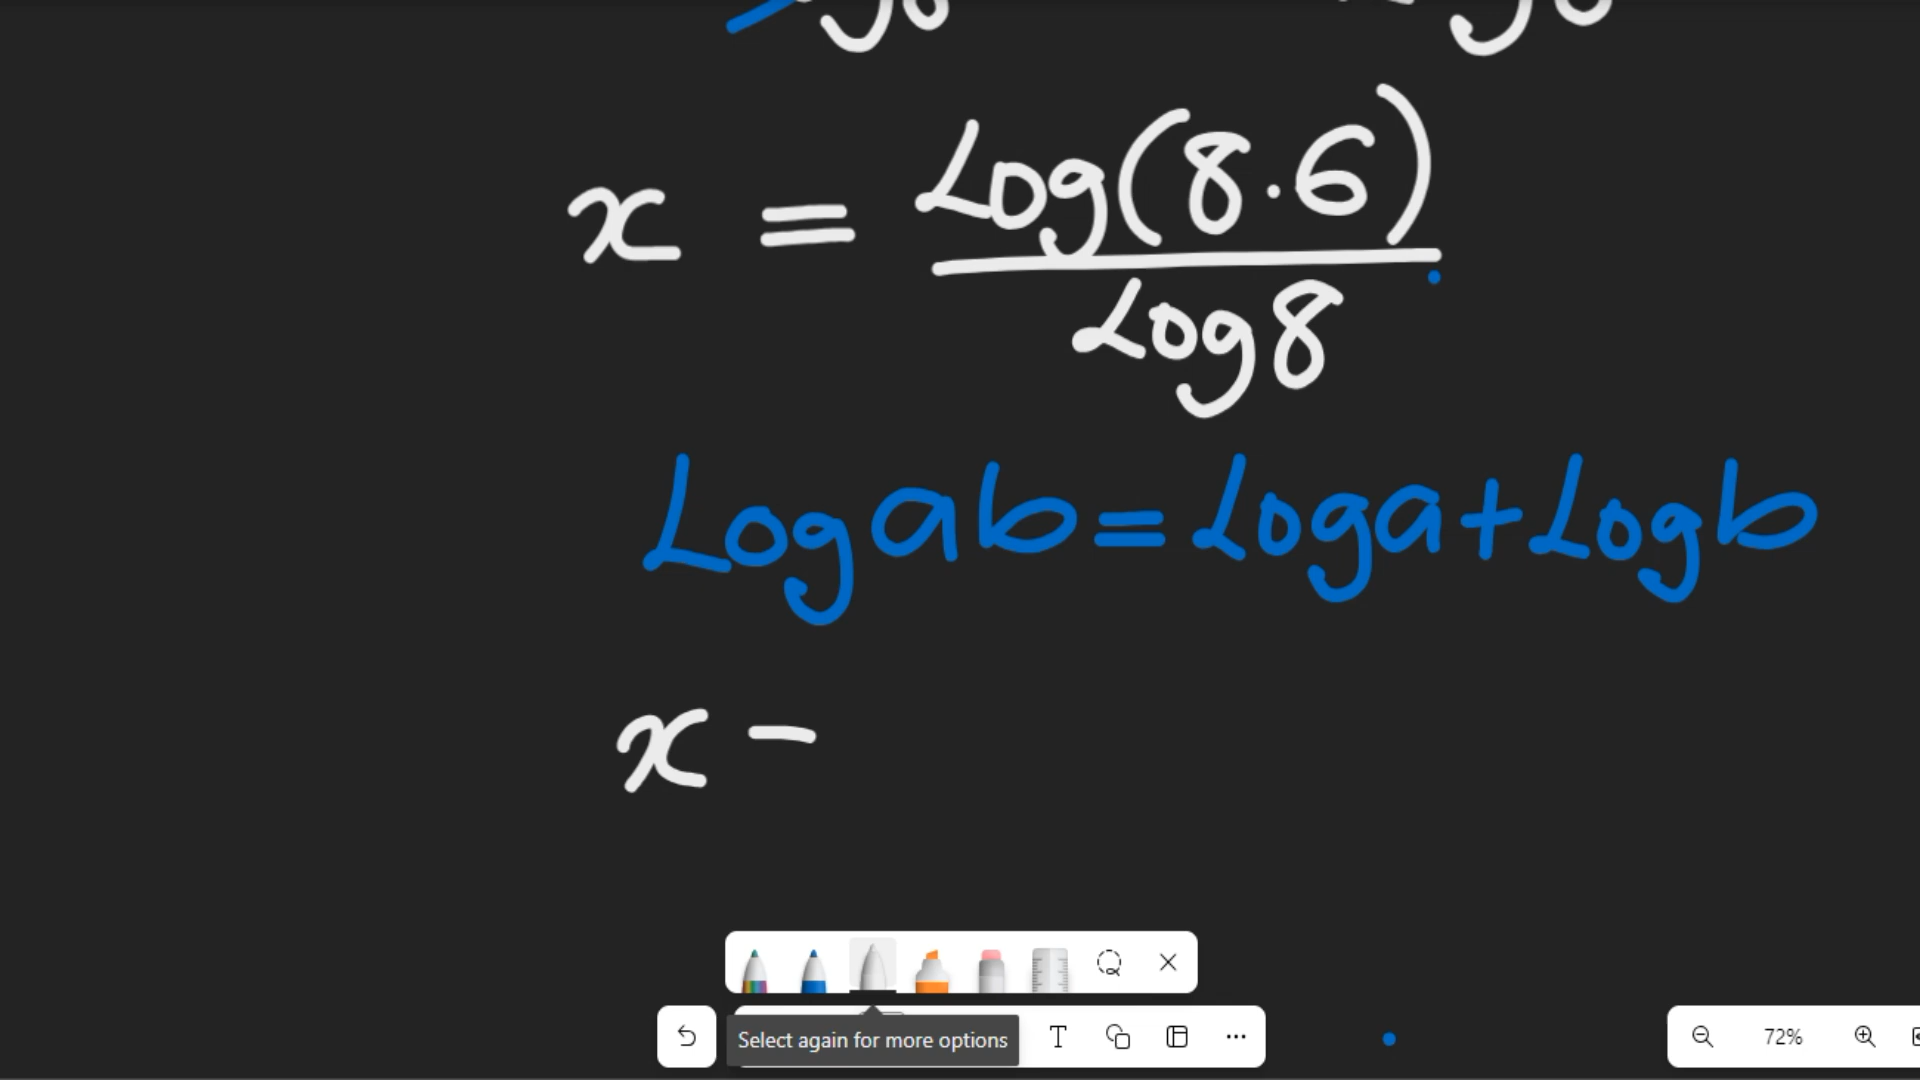 x = Log(8.6)
Log8
Logab=Loga+Logb
x -
Select again for more options
T
72%